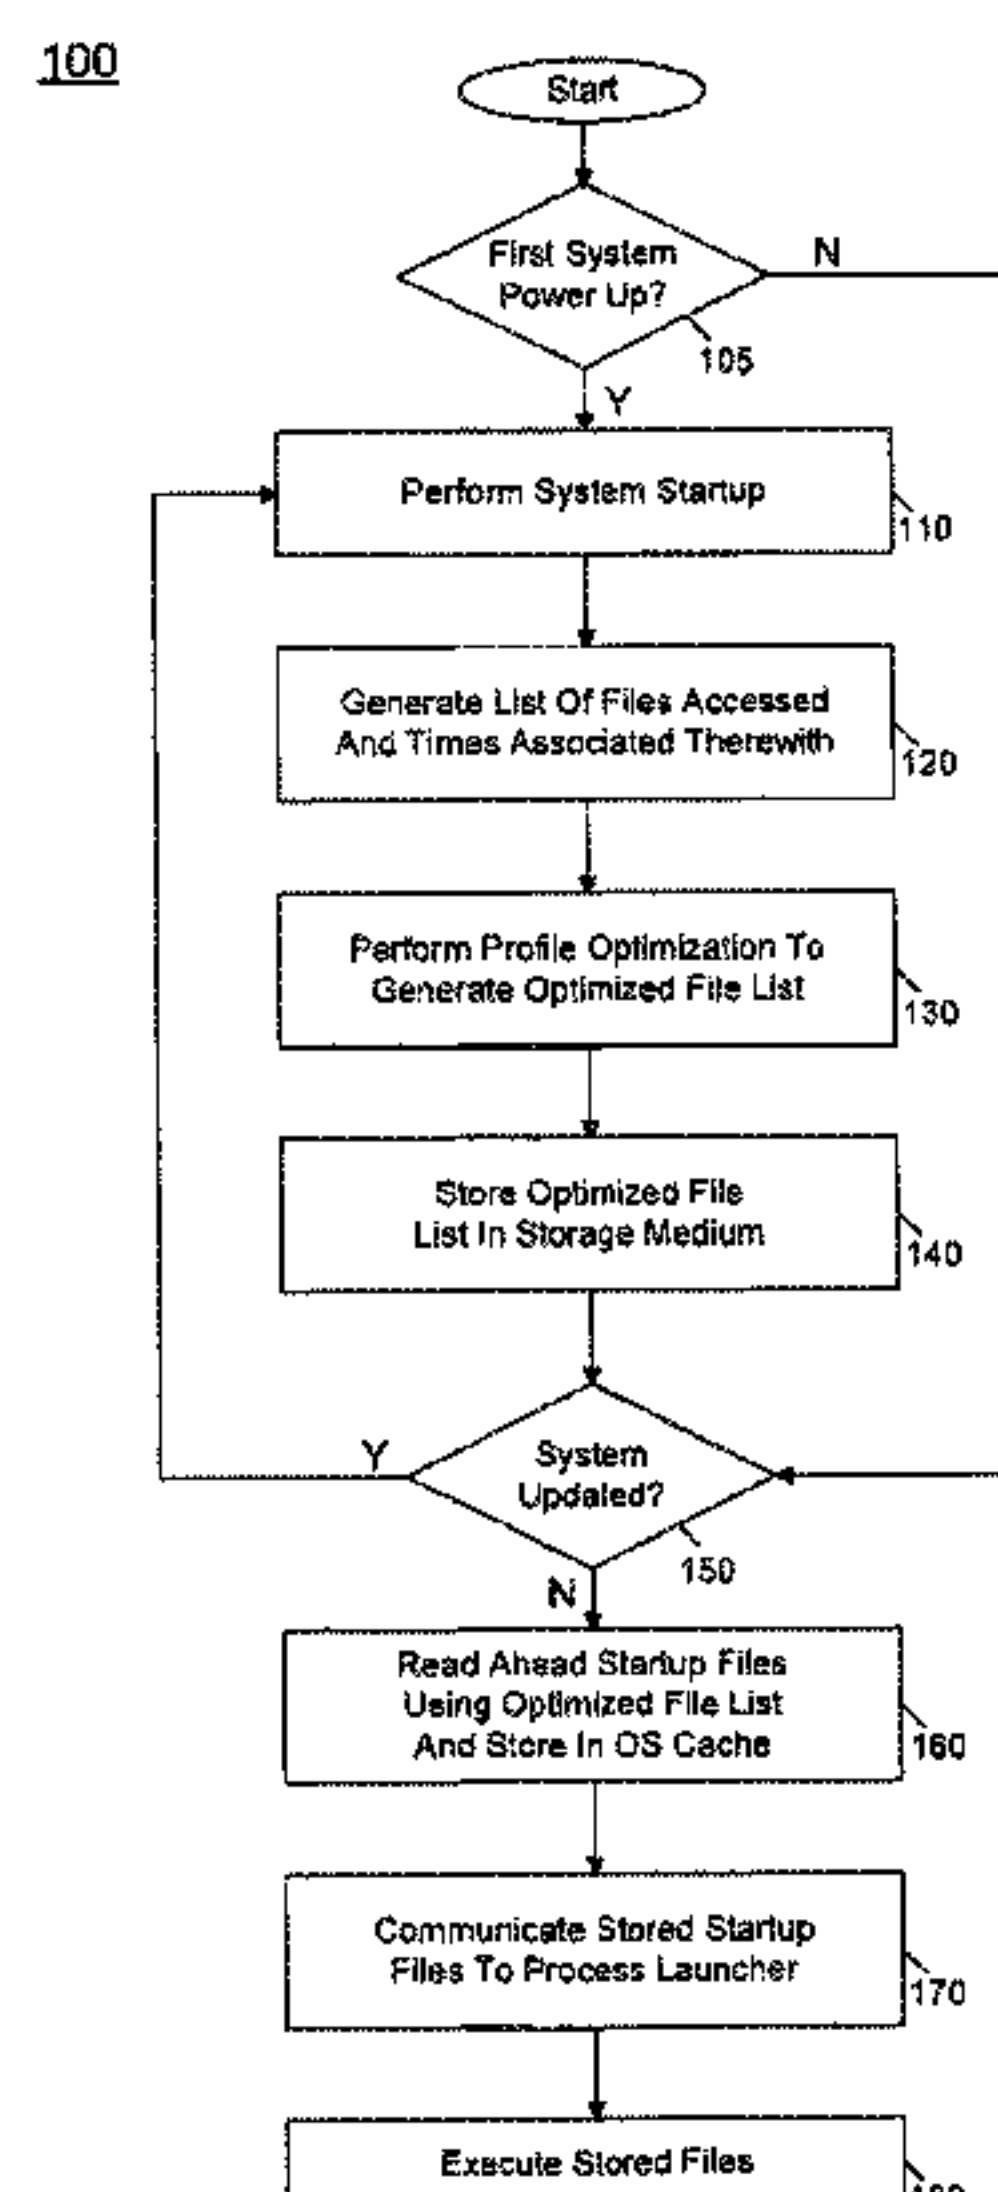 100
Start
First System
Power Up?
N
105
Y
Perform System Startup
110
Generate List Of Files Accessed
And Times Associated Therewith
120
Perform Profile Optimization To
Generate Optimized File List
130
Store Optimized File
List In Storage Medium
140
Y
System
Updated?
150
N
Read Ahead Startup Files
Using Optimized File List
And Store In OS Cache
160
Communicate Stored Startup
Files To Process Launcher
170
Execute Stored Files